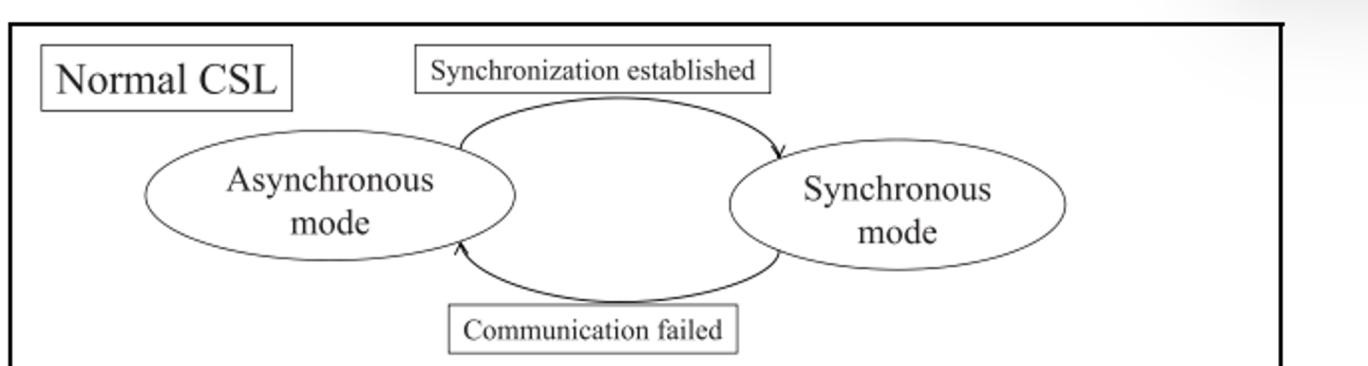 Normal CSL
Synchronization established
Asynchronous
mode
Synchronous
mode
Communication failed